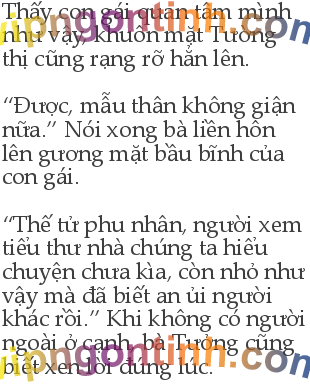 Thấy con gái quan tâm mình
như vậy, khuôn mặt Tưởng
thị cũng rạng rỡ hẳn lên.
“Được, mẫu thân không giận
nữa.” Nói xong bà liền hôn
lên gương mặt bầu bĩnh của
con gái.
“Thế tử phu nhân, người xem
tiểu thư nhà chúng ta hiểu
chuyện chưa kìa, còn nhỏ như
vậy mà đã biết an ủi người
khác rồi.” Khi không có người
ngoài ở cạnh, bà Tưởng cũng
biết xen lời đúng lúc.
vipngontinh.com
vipngontinh.com